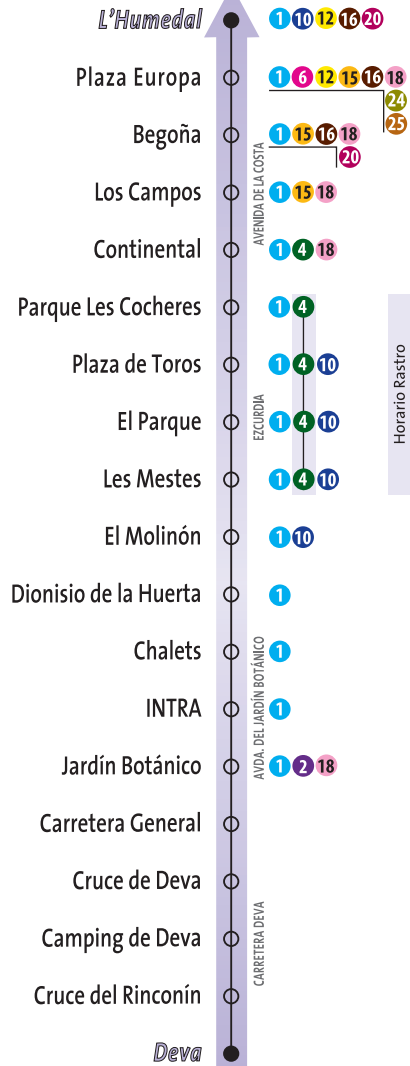 L'Humedal 1 10 12 16 20
Plaza Europa 1 6 12 15 16 18
24
25
Begoña 1 15 16 18
20
AVENIDA DE LA COSTA
Los Campos 1 15 18
Continental 1 4 18
Parque Les Cocheres 1 4
Plaza de Toros 1 4 10
Horario Rastro
EZCURDIA
El Parque 1 4 10
Les Mestes 1 4 10
El Molinón 1 10
Dionisio de la Huerta 1
Chalets 1
AVDA. DEL JARDÍN BOTÁNICO
INTRA 1
Jardín Botánico 1 2 18
Carretera General
Cruce de Deva
CARRETERA DEVA
Camping de Deva
Cruce del Rinconín
Deva